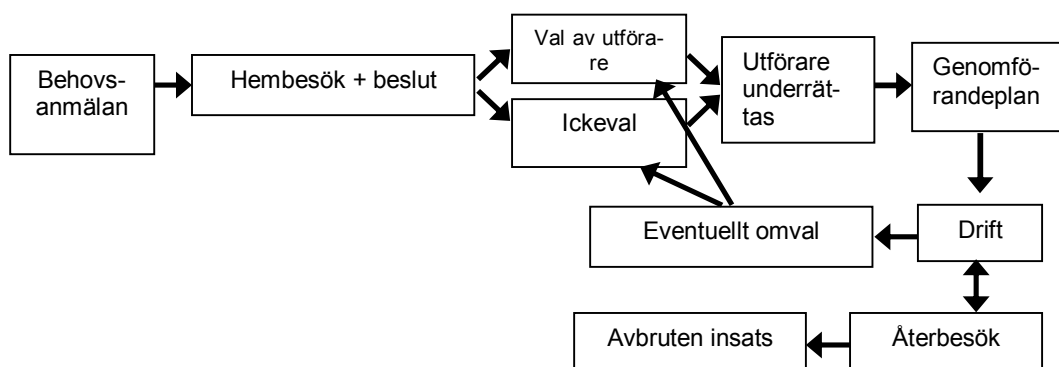 Behovs-
anmälan
Hembesök + beslut
Val av utföra-
re
Ickeval
Utförare
underrät-
tas
Genomfö-
randeplan
Eventuellt omval
Drift
Avbruten insats
Återbesök